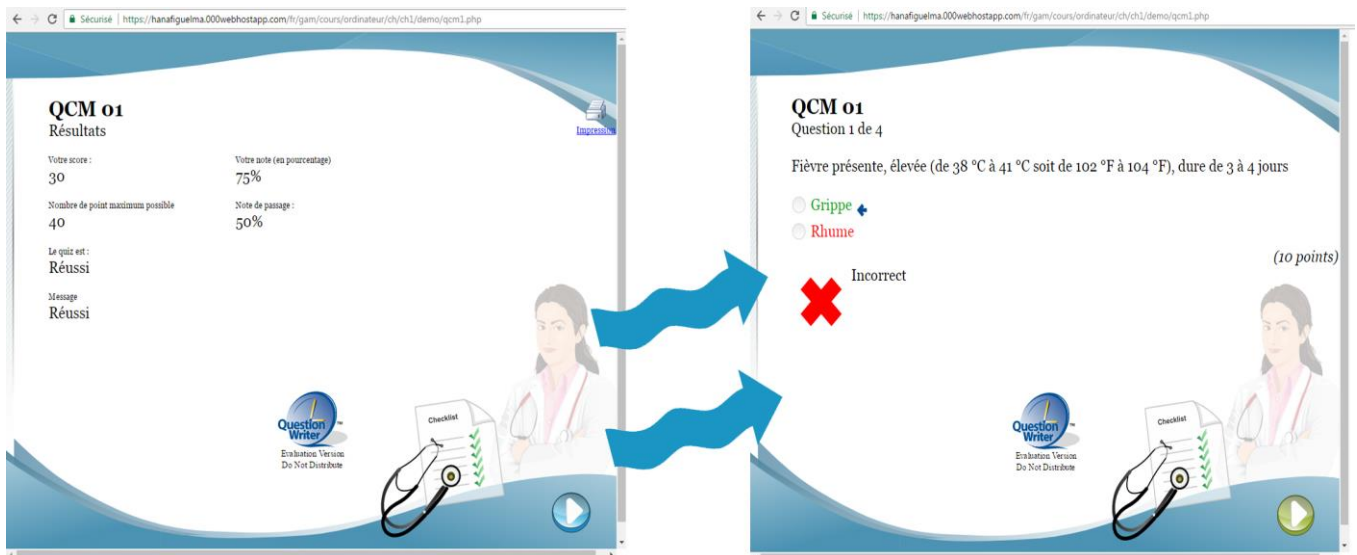 Sécurisé | https://hanafiguelma.000webhostapp.com/fr/gam/cours/ordinateur/ch/ch1/demo/qcm1.php
QCM 01
Résultats
Impression
Votre score :
30
Votre note (en pourcentage)
75%
Nombre de point maximum possible
40
Note de passage :
50%
Le quiz est :
Réussi
Message
Réussi
Checklist
Question
Writer
Evaluation Version
Do Not Distribute
Sécurisé | https://hanafiguelma.000webhostapp.com/fr/gam/cours/ordinateur/ch/ch1/demo/qcm1.php
QCM 01
Question 1 de 4
Fièvre présente, élevée (de 38 °C à 41 °C soit de 102 °F à 104 °F), dure de 3 à 4 jours
Grippe
Rhume
(10 points)
Incorrect
Checklist
Question
Writer
Evaluation Version
Do Not Distribute